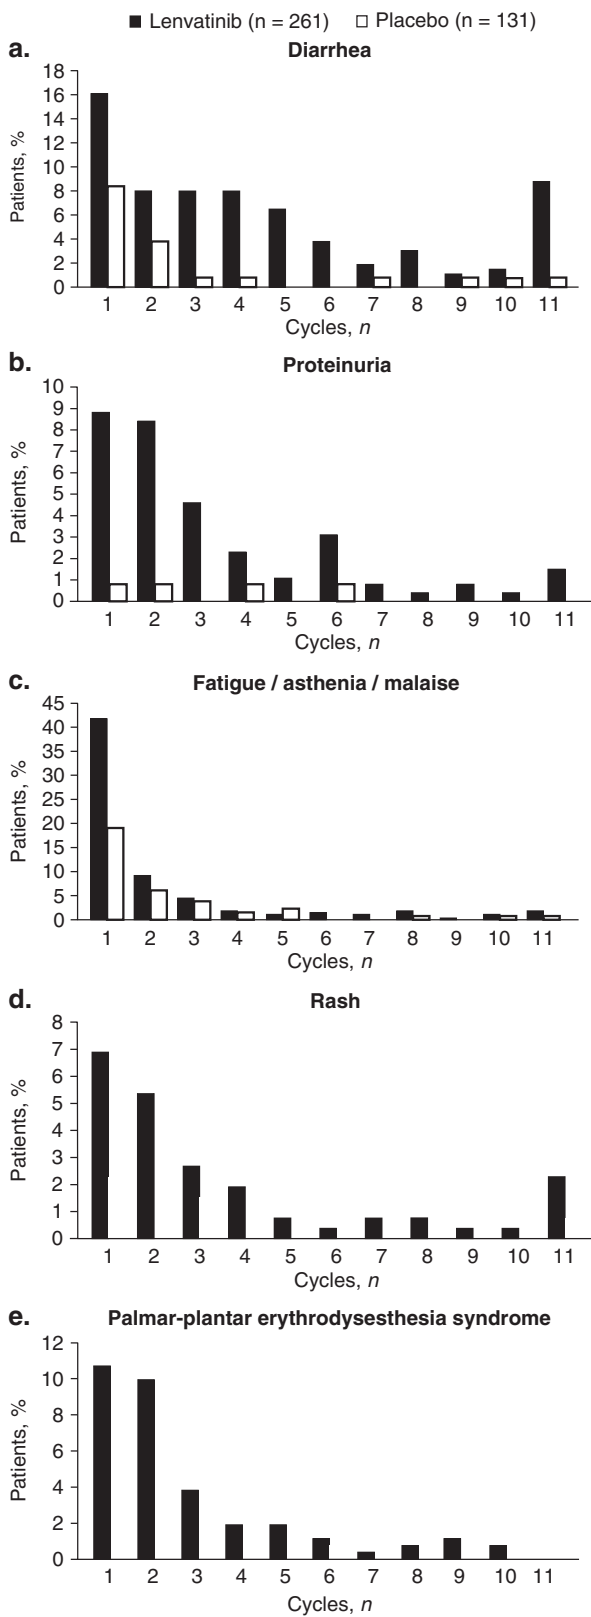 ■ Lenvatinib (n = 261) □ Placebo (n = 131)
a. Diarrhea
18
16
14
12
10
8
6
4
2
0
Patients, %
1 2 3 4 5 6 7 8 9 10 11
Cycles, n
b. Proteinuria
10
9
8
7
6
5
4
3
2
1
0
Patients, %
1 2 3 4 5 6 7 8 9 10 11
Cycles, n
c. Fatigue / asthenia / malaise
45
40
35
30
25
20
15
10
5
0
Patients, %
1 2 3 4 5 6 7 8 9 10 11
Cycles, n
d. Rash
8
7
6
5
4
3
2
1
0
Patients, %
1 2 3 4 5 6 7 8 9 10 11
Cycles, n
e. Palmar-plantar erythrodysesthesia syndrome
12
10
8
6
4
2
0
Patients, %
1 2 3 4 5 6 7 8 9 10 11
Cycles, n